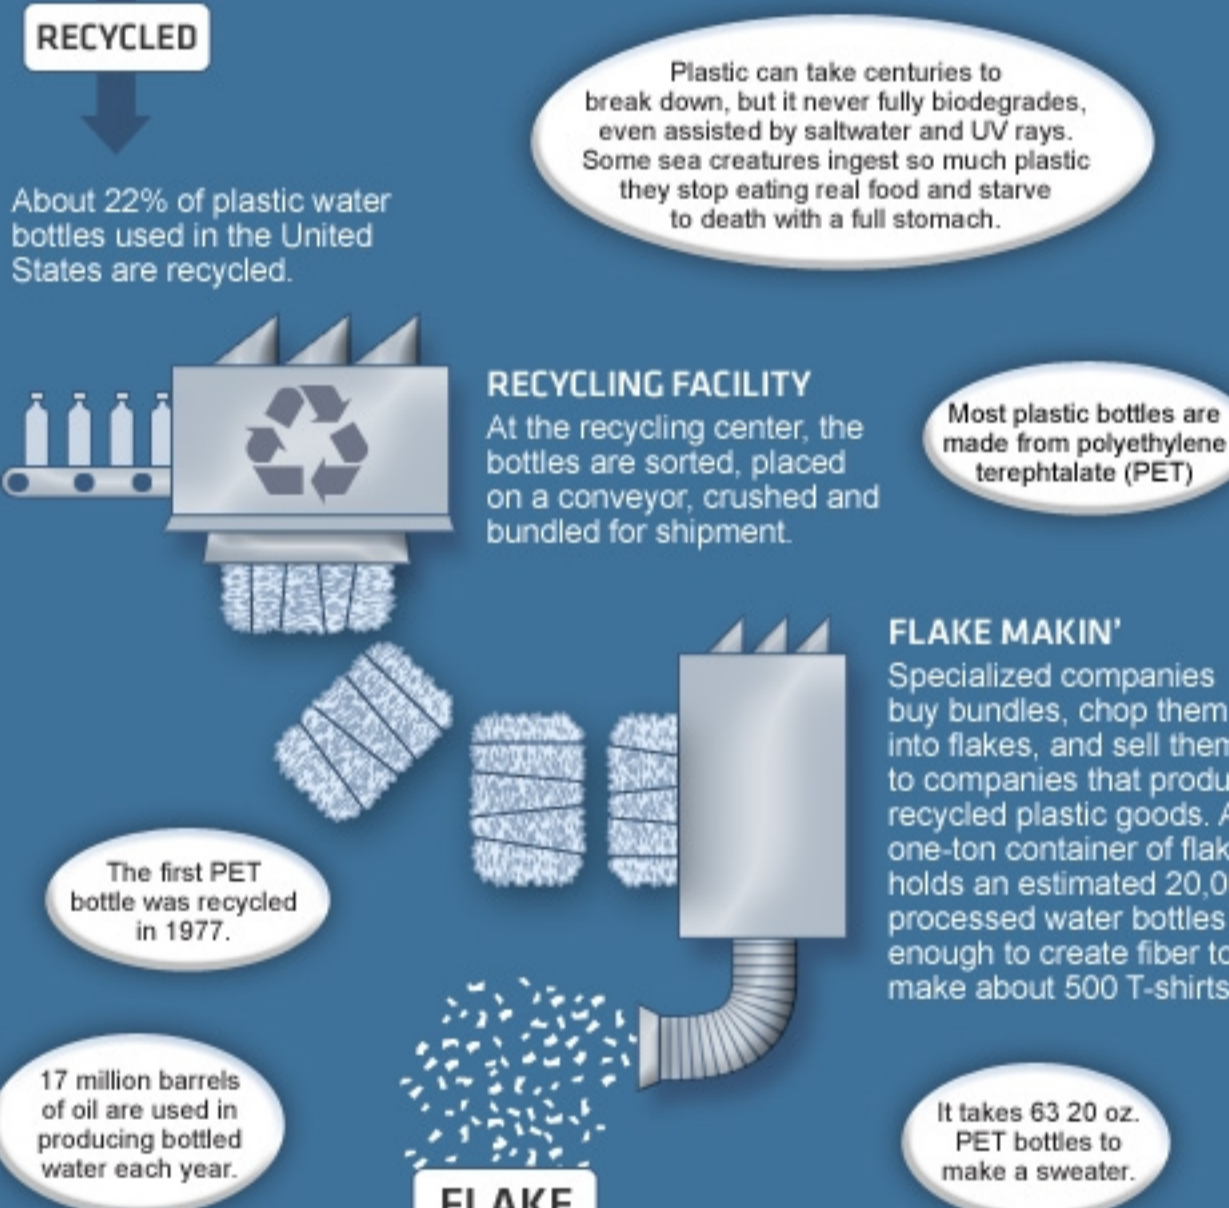 RECYCLED
About 22% of plastic water
bottles used in the United
States are recycled.
Plastic can take centuries to
break down, but it never fully biodegrades,
even assisted by saltwater and UV rays.
Some sea creatures ingest so much plastic
they stop eating real food and starve
to death with a full stomach.
RECYCLING FACILITY
At the recycling center, the
bottles are sorted, placed
on a conveyor, crushed and
bundled for shipment.
Most plastic bottles are
made from polyethylene
terephtalate (PET)
FLAKE MAKIN'
Specialized companies
buy bundles, chop them
into flakes, and sell
to companies that
recycled plastic goods.
one-ton container of
holds an estimated
processed water bottles
enough to create fiber
make about 500 T-shirts
The first PET
bottle was recycled
in 1977.
17 million barrels
of oil are used in
producing bottled
water each year.
It takes 63 20 oz.
PET bottles to
make a sweater.
FLAKE